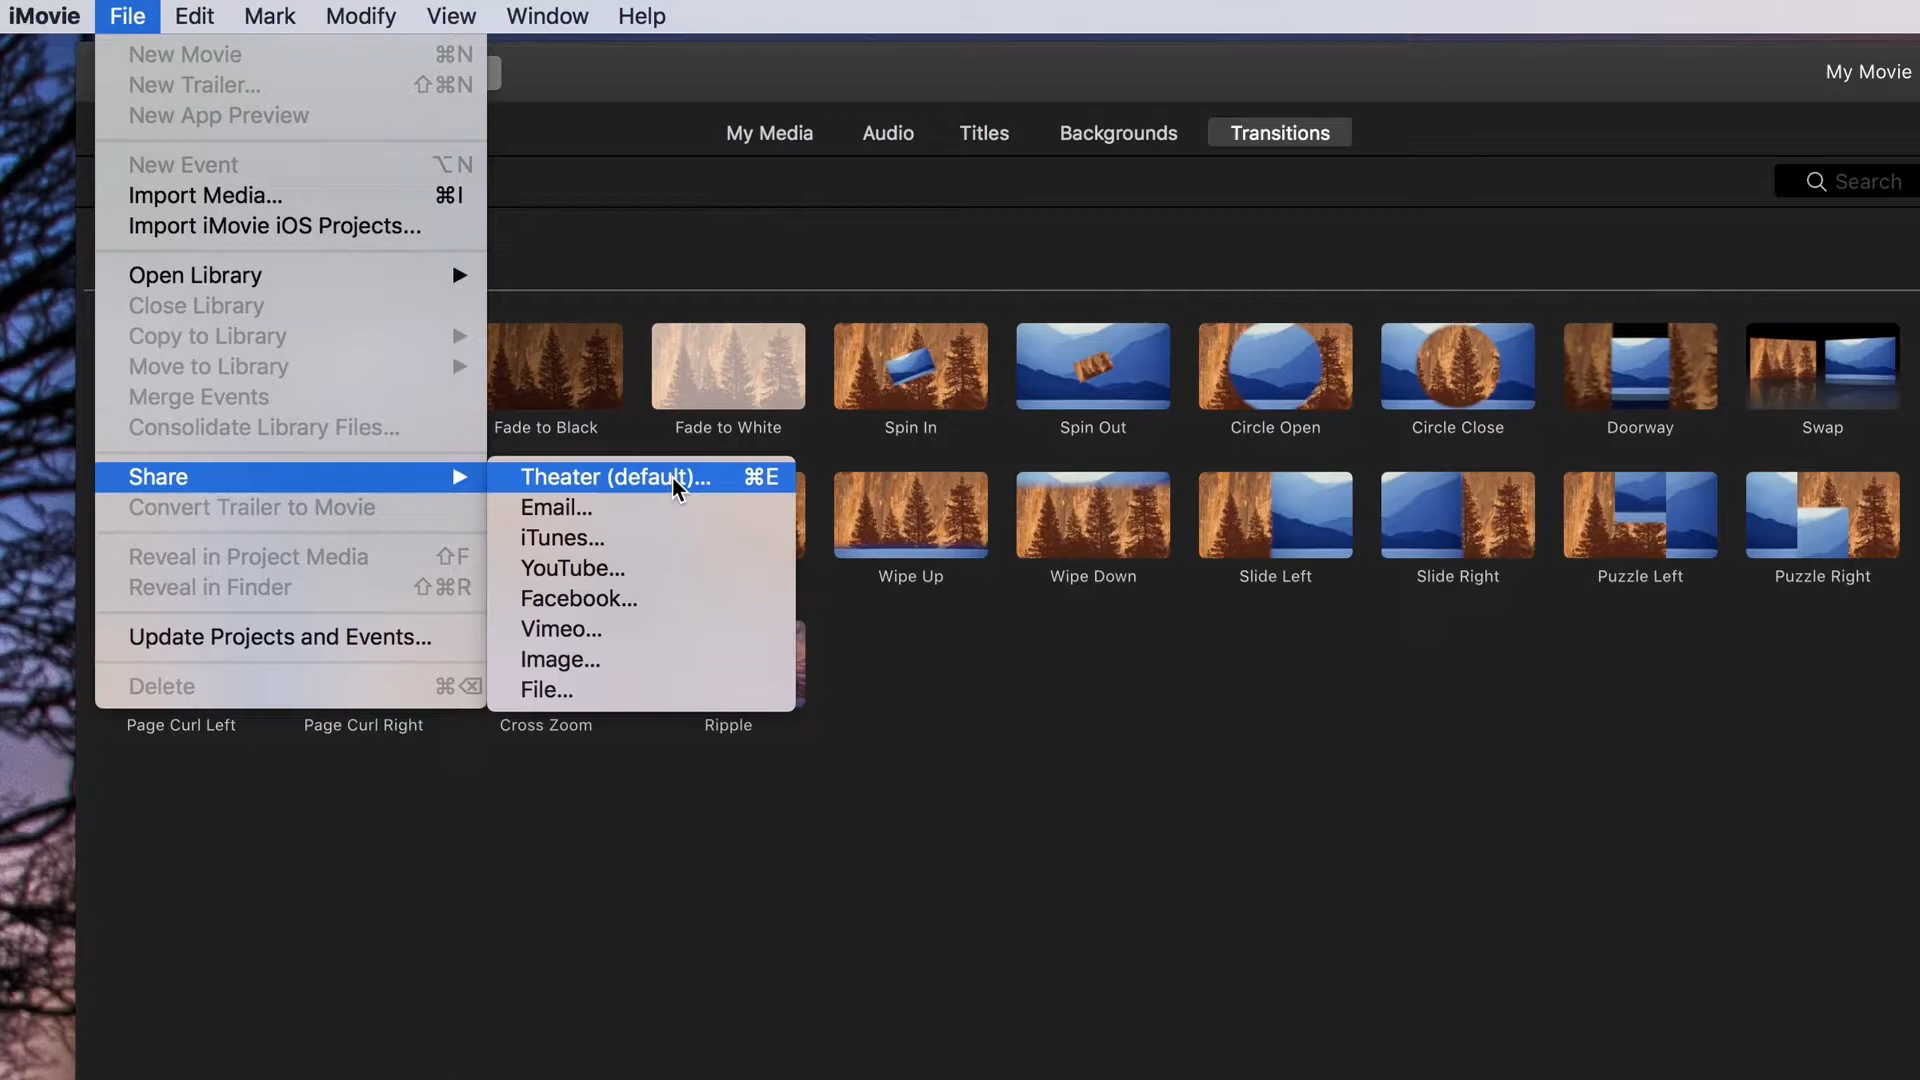 iMovie File Edit Mark Modify View Window Help
New Movie ⌘N
New Trailer... ⇧⌘N
New App Preview
New Event ⌥N
Import Media... ⌘I
Import iMovie iOS Projects...
Open Library ▶
Close Library
Copy to Library ▶
Move to Library ▶
Merge Events
Consolidate Library Files...
Share ▶
Convert Trailer to Movie
Reveal in Project Media ⇧F
Reveal in Finder ⇧⌘R
Update Projects and Events...
Delete ⌘⌫
Theater (default)... ⌘E
Email...
iTunes...
YouTube...
Facebook...
Vimeo...
Image...
File...
My Movie
My Media Audio Titles Backgrounds Transitions
Search
Fade to Black Fade to White Spin In Spin Out Circle Open Circle Close Doorway Swap
Wipe Up Wipe Down Slide Left Slide Right Puzzle Left Puzzle Right
Page Curl Left Page Curl Right Cross Zoom Ripple